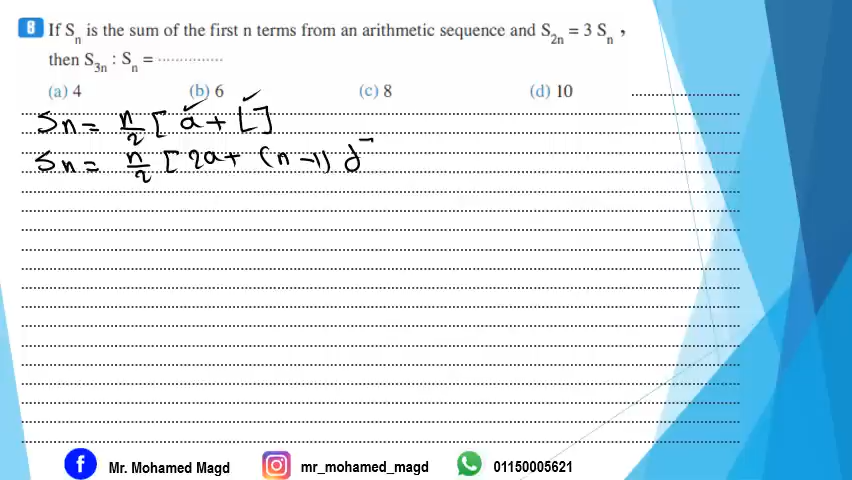 8 If Sn is the sum of the first n terms from an arithmetic sequence and S2n = 3 Sn ,
then S3n : Sn = ...............
(a) 4 (b) 6 (c) 8 (d) 10 ...............
Sn = n/2 [ a + L ]
Sn = n/2 [ 2a + (n-1) d ]
Mr. Mohamed Magd mr_mohamed_magd 01150005621